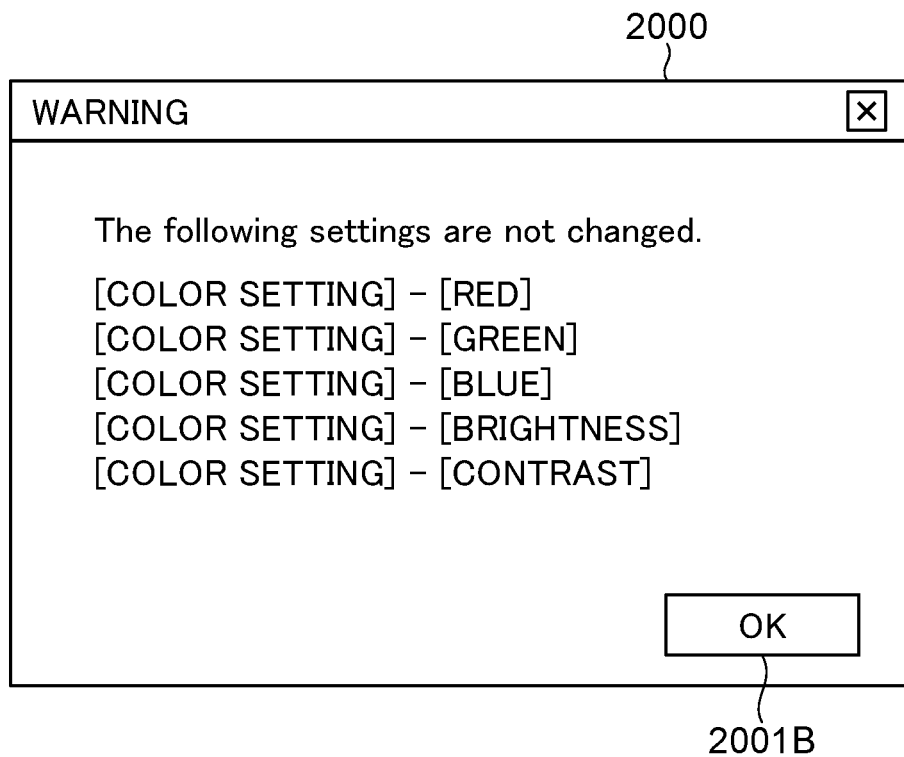 2000
WARNING
The following settings are not changed.
[COLOR SETTING] – [RED]
[COLOR SETTING] – [GREEN]
[COLOR SETTING] – [BLUE]
[COLOR SETTING] – [BRIGHTNESS]
[COLOR SETTING] – [CONTRAST]
OK
2001B